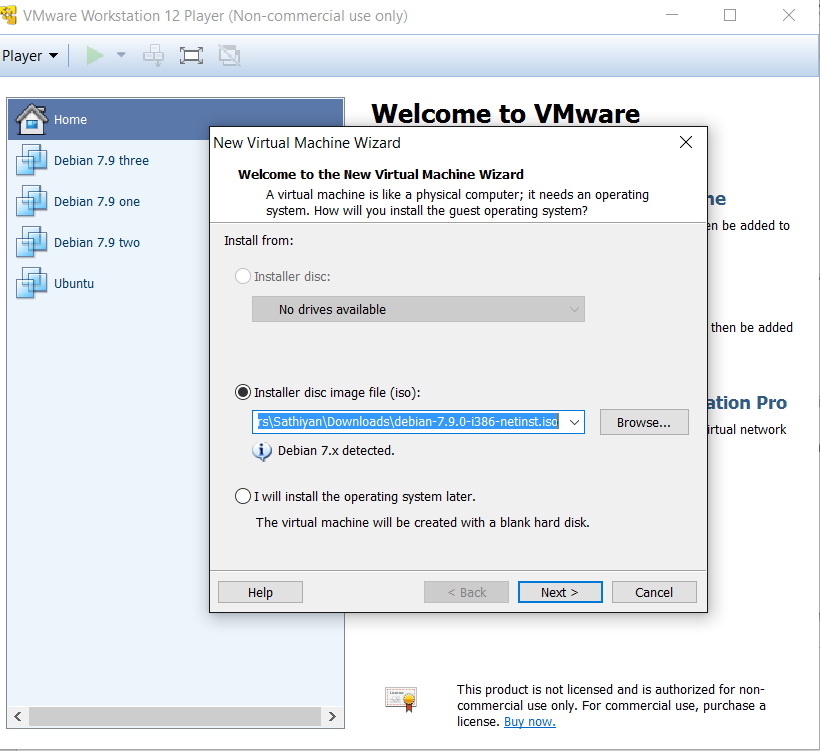 VMware Workstation 12 Player (Non-commercial use only)
Player
Home
Debian 7.9 three
Debian 7.9 one
Debian 7.9 two
Ubuntu
Welcome to VMware
New Virtual Machine Wizard
Welcome to the New Virtual Machine Wizard
A virtual machine is like a physical computer; it needs an operating
system. How will you install the guest operating system?
Install from:
Installer disc:
No drives available
Installer disc image file (iso):
rs\Sathiyan\Downloads\debian-7.9.0-i386-netinst.iso
Browse...
Debian 7.x detected.
I will install the operating system later.
The virtual machine will be created with a blank hard disk.
Help
< Back
Next >
Cancel
ne
en be added to
then be added
ation Pro
irtual network
This product is not licensed and is authorized for non-
commercial use only. For commercial use, purchase a
license. Buy now.